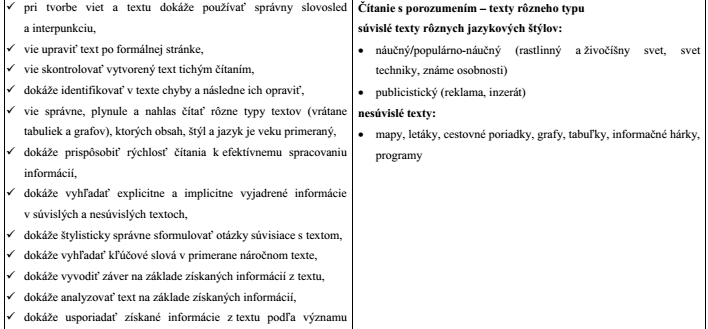 ✓ pri tvorbe viet a textu dokáže používať správny slovosled
a interpunkciu,
✓ vie upraviť text po formálnej stránke,
✓ vie skontrolovať vytvorený text tichým čítaním,
✓ dokáže identifikovať v texte chyby a následne ich opraviť,
✓ vie správne, plynule a nahlas čítať rôzne typy textov (vrátane
tabuliek a grafov), ktorých obsah, štýl a jazyk je veku primeraný,
✓ dokáže prispôsobiť rýchlosť čítania k efektívnemu spracovaniu
informácií,
✓ dokáže vyhľadať explicitne a implicitne vyjadrené informácie
v súvislých a nesúvislých textoch,
✓ dokáže štylisticky správne sformulovať otázky súvisiace s textom,
✓ dokáže vyhľadať kľúčové slová v primerane náročnom texte,
✓ dokáže vyvodiť záver na základe získaných informácií z textu,
✓ dokáže analyzovať text na základe získaných informácií,
✓ dokáže usporiadať získané informácie z textu podľa významu
Čítanie s porozumením – texty rôzneho typu
súvislé texty rôznych jazykových štýlov:
• náučný/populárno-náučný (rastlinný a živočíšny svet, svet
techniky, známe osobnosti)
• publicistický (reklama, inzerát)
nesúvislé texty:
• mapy, letáky, cestovné poriadky, grafy, tabuľky, informačné hárky,
programy